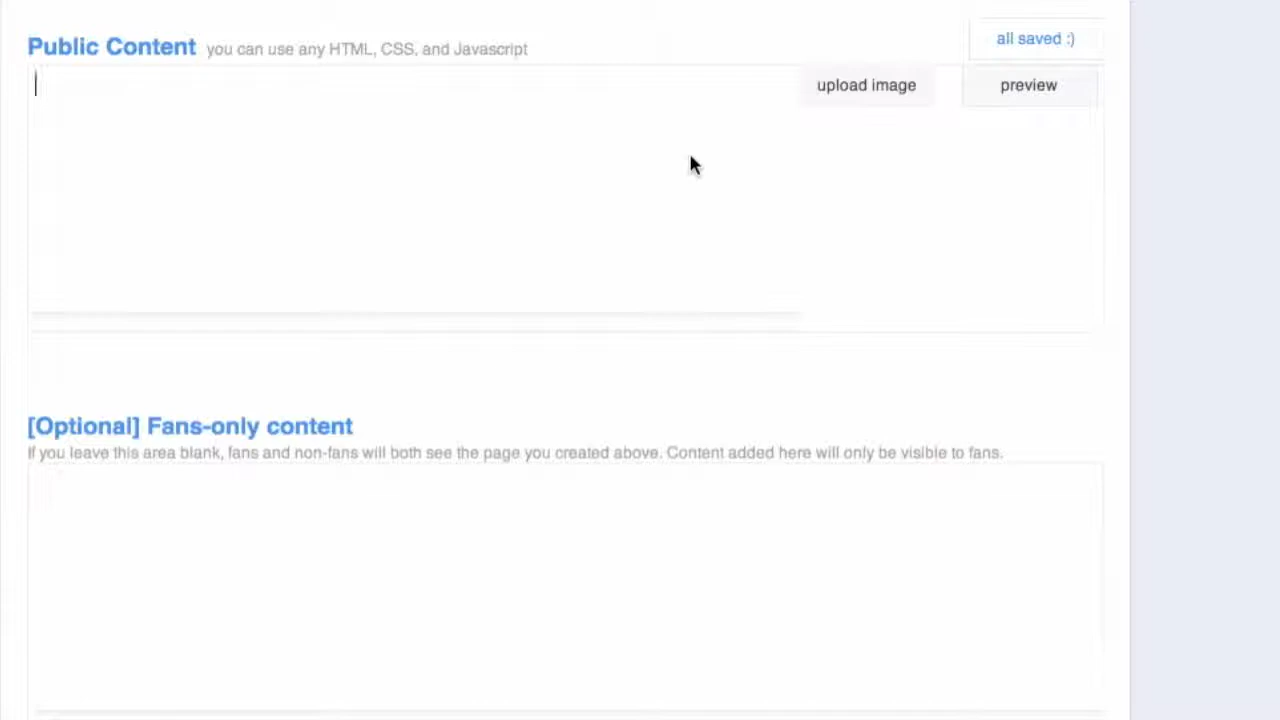 Public Content you can use any HTML, CSS, and Javascript
all saved :)
upload image
preview
[Optional] Fans-only content
If you leave this area blank, fans and non-fans will both see the page you created above. Content added here will only be visible to fans.